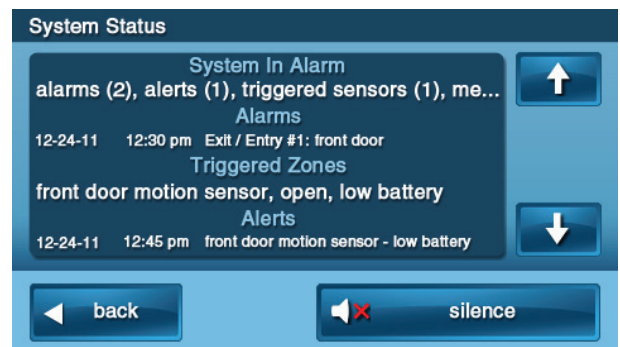 System Status
System In Alarm
alarms (2), alerts (1), triggered sensors (1), me...
Alarms
12-24-11 12:30 pm Exit / Entry #1: front door
Triggered Zones
front door motion sensor, open, low battery
Alerts
12-24-11 12:45 pm front door motion sensor - low battery
back
silence